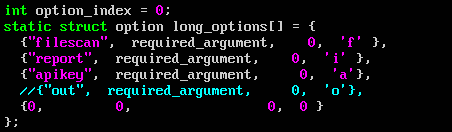 int option_index = 0;
static struct option long_options[] = {
{"filescan", required_argument, 0, 'f' },
{"report", required_argument, 0, 'i' },
{"apikey", required_argument, 0, 'a'},
//{"out", required_argument, 0, 'o'},
{0, 0, 0, 0 }
};